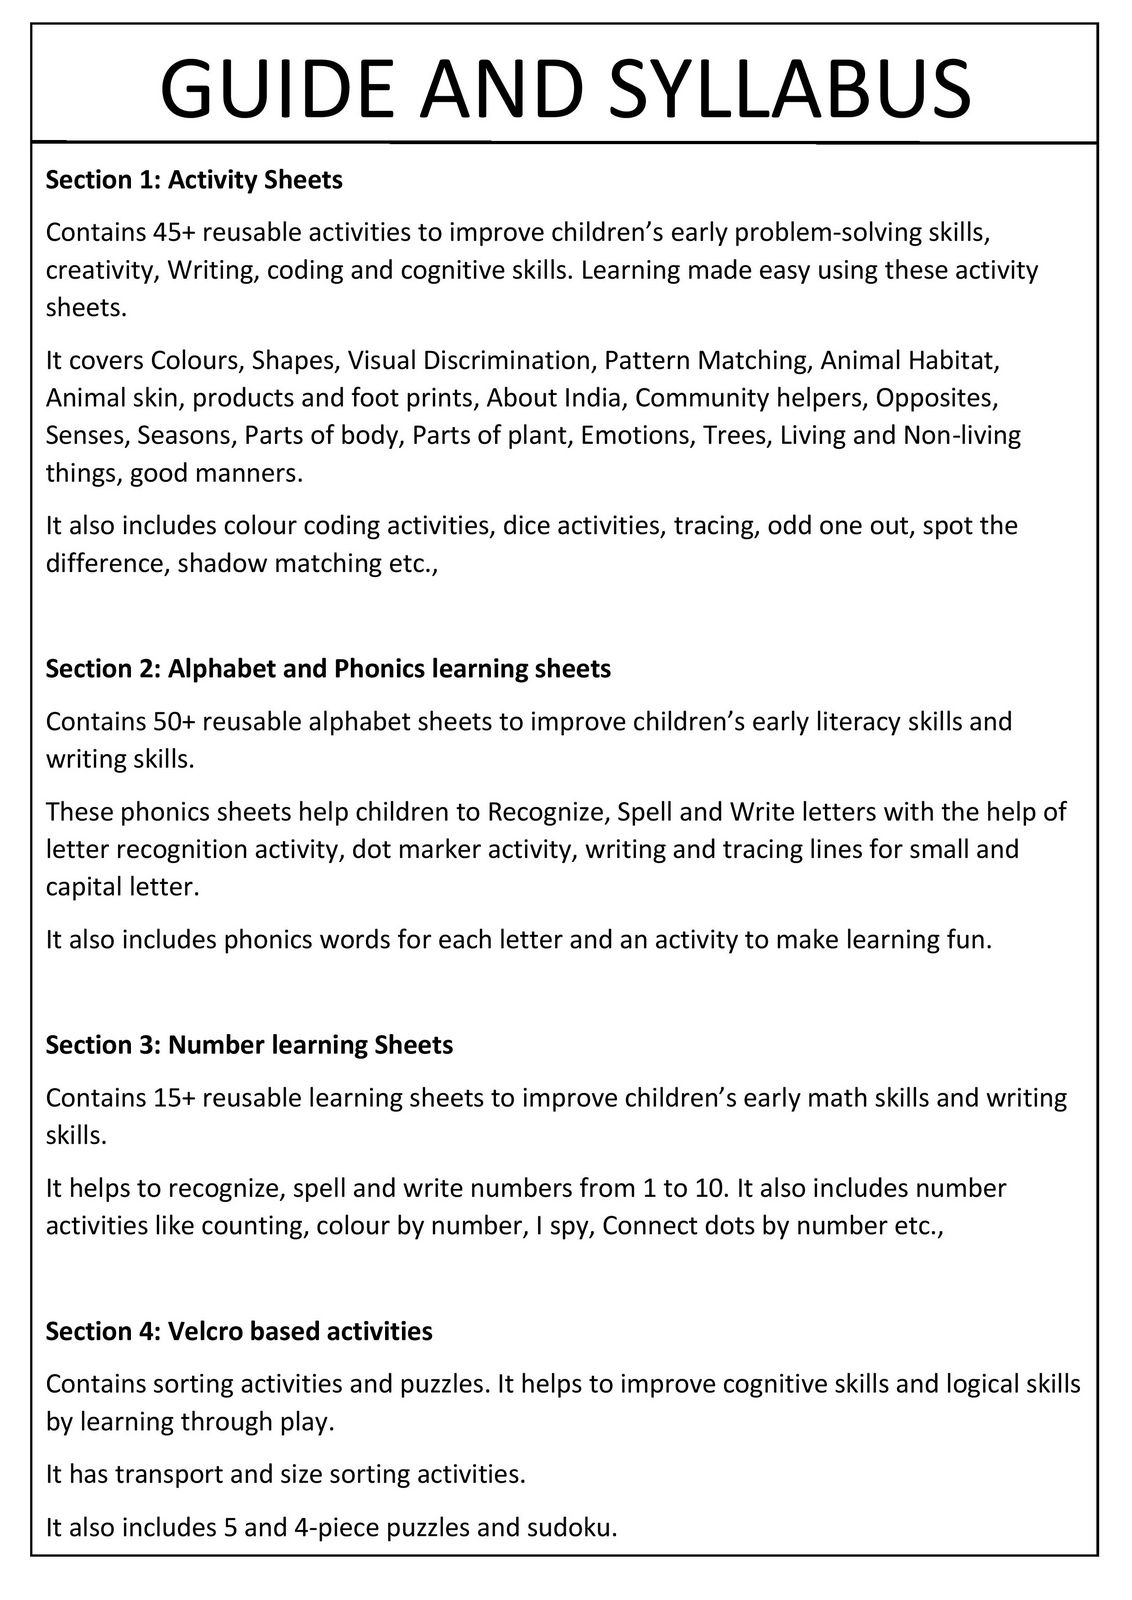 GUIDE AND SYLLABUS
Section 1: Activity Sheets
Contains 45+ reusable activities to improve children’s early problem-solving skills,
creativity, Writing, coding and cognitive skills. Learning made easy using these activity
sheets.
It covers Colours, Shapes, Visual Discrimination, Pattern Matching, Animal Habitat,
Animal skin, products and foot prints, About India, Community helpers, Opposites,
Senses, Seasons, Parts of body, Parts of plant, Emotions, Trees, Living and Non-living
things, good manners.
It also includes colour coding activities, dice activities, tracing, odd one out, spot the
difference, shadow matching etc.,
Section 2: Alphabet and Phonics learning sheets
Contains 50+ reusable alphabet sheets to improve children’s early literacy skills and
writing skills.
These phonics sheets help children to Recognize, Spell and Write letters with the help of
letter recognition activity, dot marker activity, writing and tracing lines for small and
capital letter.
It also includes phonics words for each letter and an activity to make learning fun.
Section 3: Number learning Sheets
Contains 15+ reusable learning sheets to improve children’s early math skills and writing
skills.
It helps to recognize, spell and write numbers from 1 to 10. It also includes number
activities like counting, colour by number, I spy, Connect dots by number etc.,
Section 4: Velcro based activities
Contains sorting activities and puzzles. It helps to improve cognitive skills and logical skills
by learning through play.
It has transport and size sorting activities.
It also includes 5 and 4-piece puzzles and sudoku.